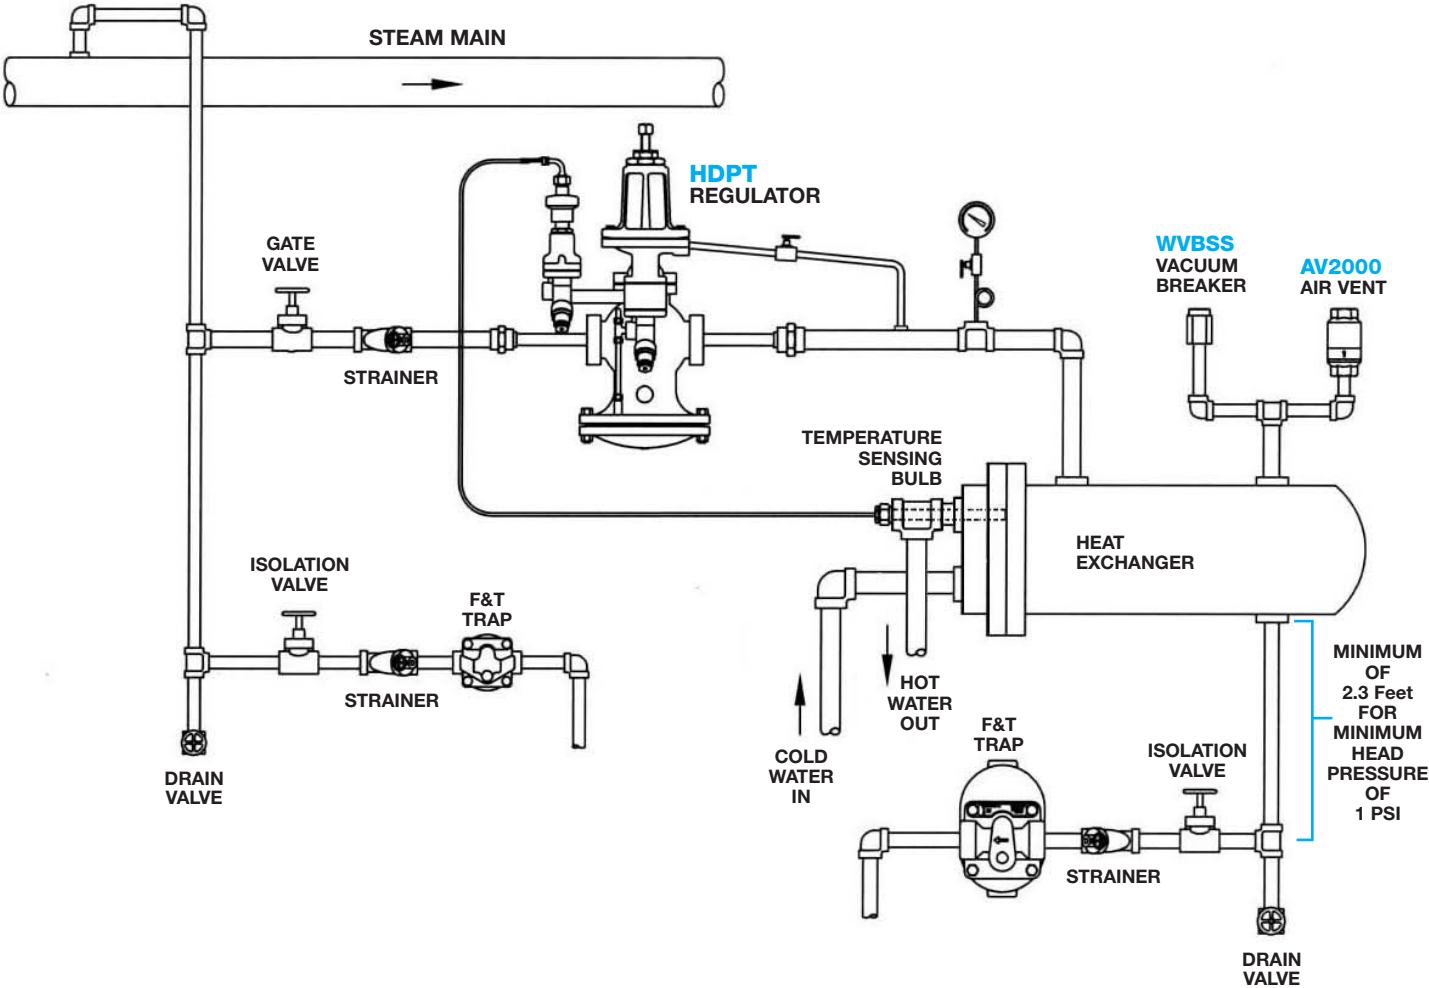 STEAM MAIN
HDPT
REGULATOR
GATE
VALVE
STRAINER
WVBSS
VACUUM
BREAKER
AV2000
AIR VENT
TEMPERATURE
SENSING
BULB
HEAT
EXCHANGER
ISOLATION
VALVE
F&T
TRAP
STRAINER
DRAIN
VALVE
HOT
WATER
OUT
COLD
WATER
IN
MINIMUM
OF
2.3 Feet
FOR
MINIMUM
HEAD
PRESSURE
OF
1 PSI
F&T
TRAP
ISOLATION
VALVE
STRAINER
DRAIN
VALVE